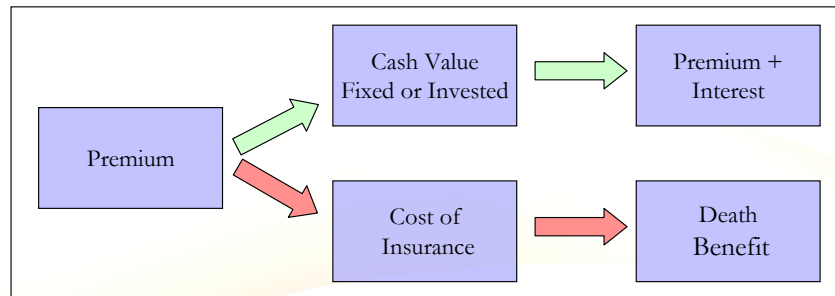 Premium
Cash Value
Fixed or Invested
Premium +
Interest
Cost of
Insurance
Death
Benefit